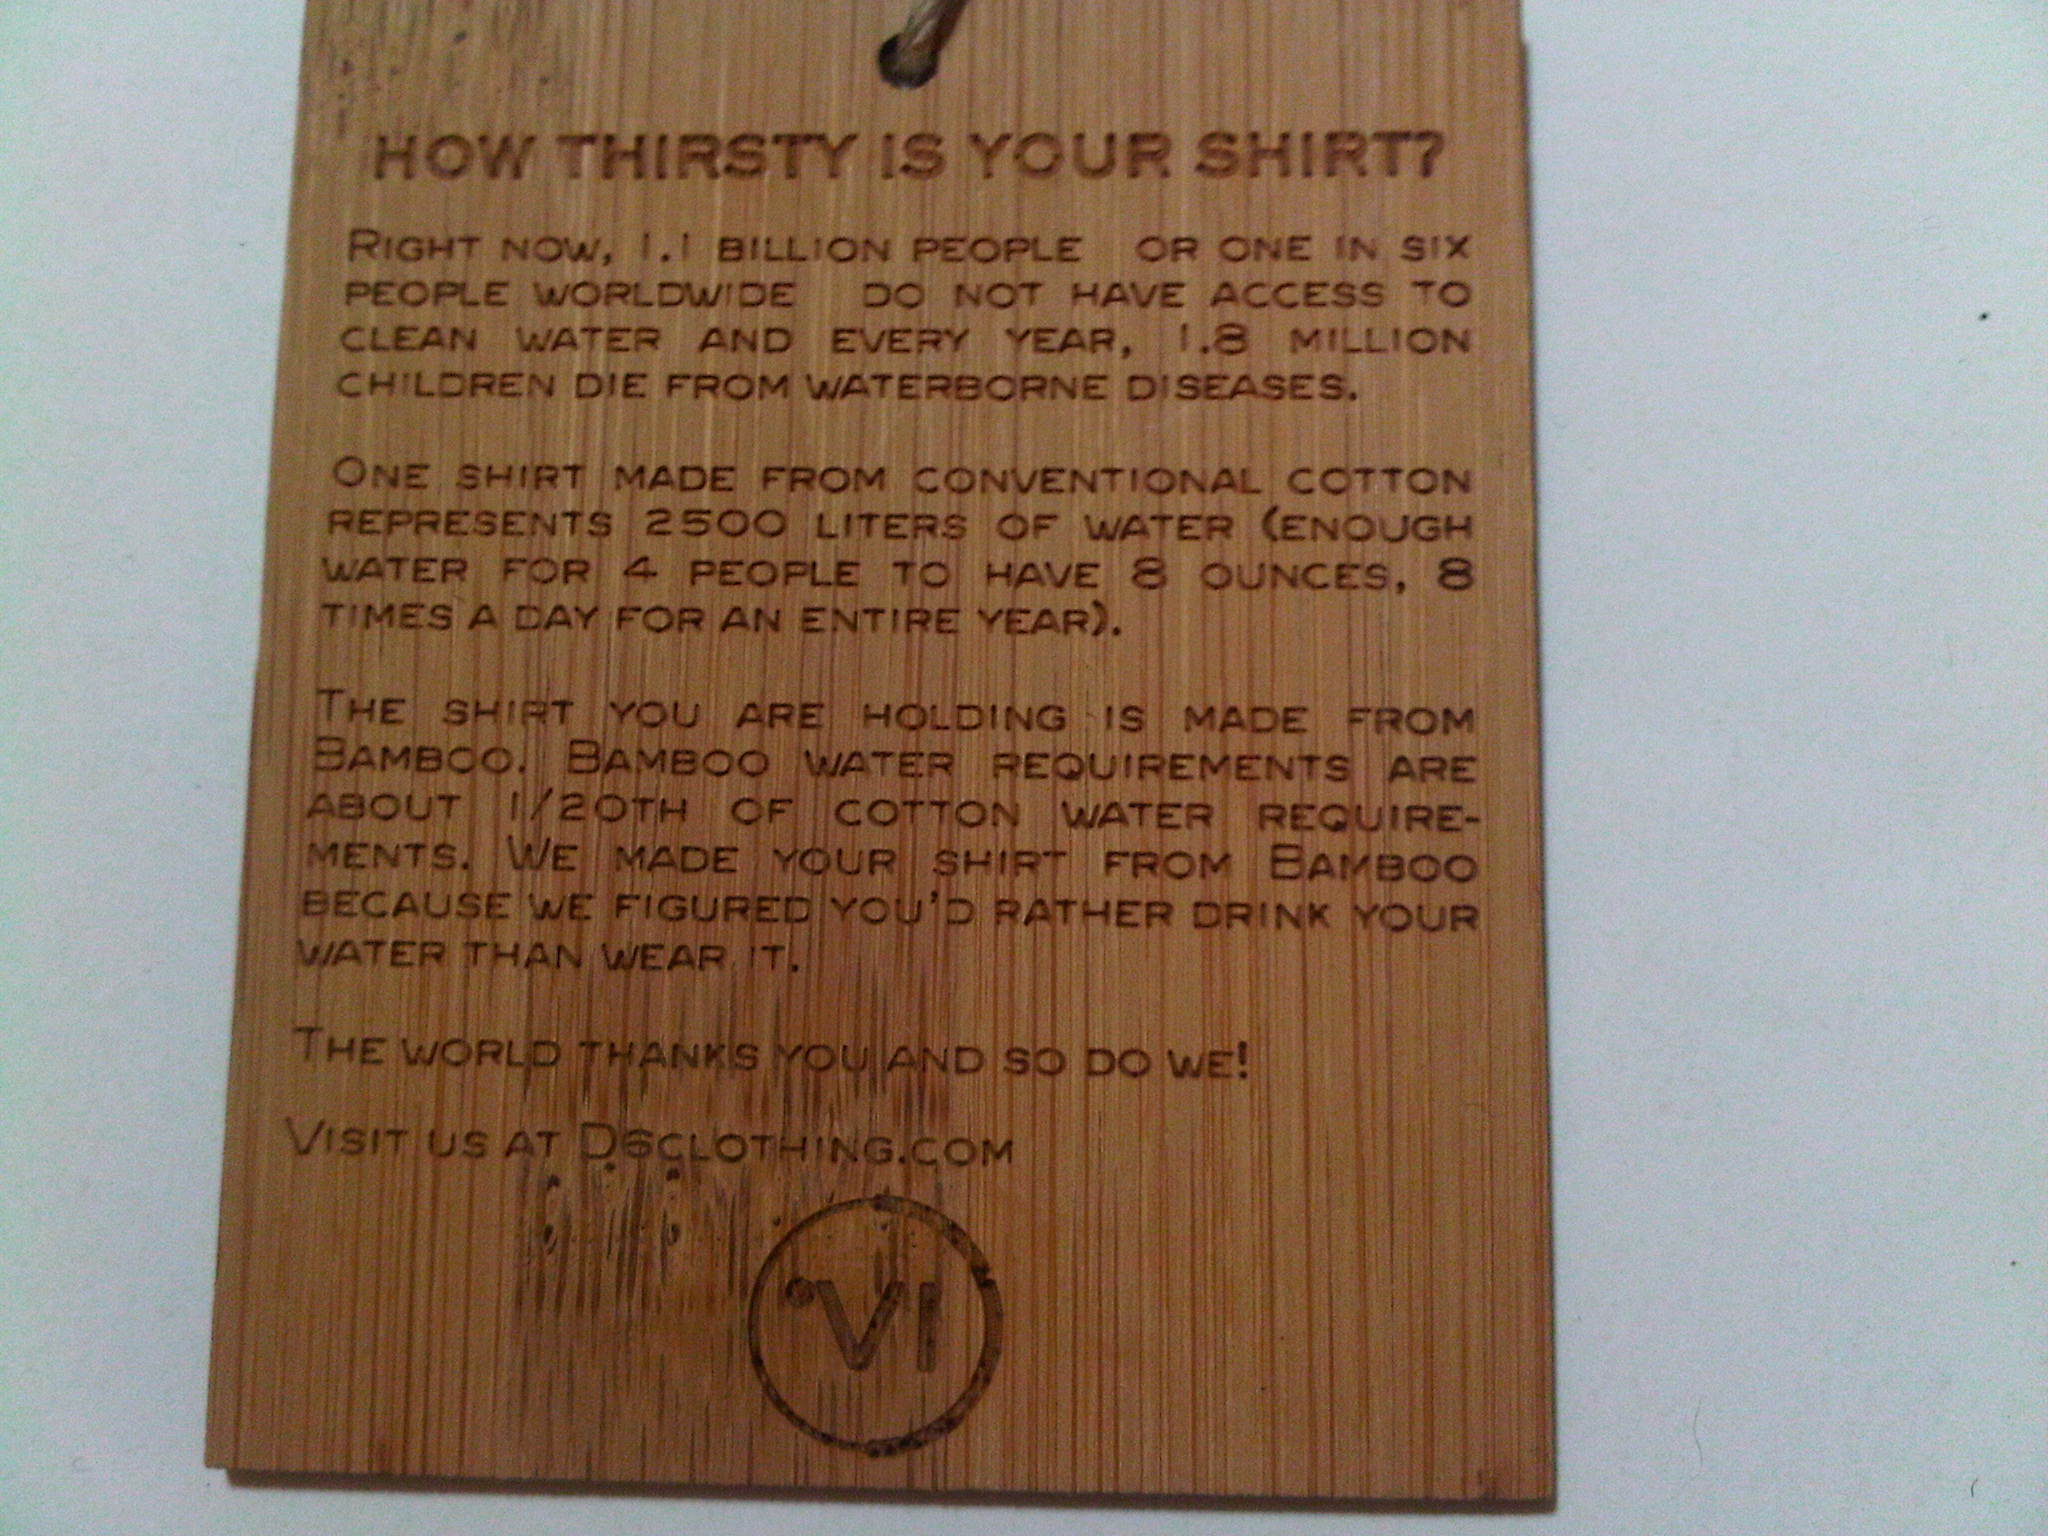 HOW THIRSTY IS YOUR SHIRT?
RIGHT NOW, 1.1 BILLION PEOPLE OR ONE IN SIX
PEOPLE WORLDWIDE DO NOT HAVE ACCESS TO
CLEAN WATER AND EVERY YEAR, 1.8 MILLION
CHILDREN DIE FROM WATERBORNE DISEASES.
ONE SHIRT MADE FROM CONVENTIONAL COTTON
REPRESENTS 2500 LITERS OF WATER (ENOUGH
WATER FOR 4 PEOPLE TO HAVE 8 OUNCES, 8
TIMES A DAY FOR AN ENTIRE YEAR).
THE SHIRT YOU ARE HOLDING IS MADE FROM
BAMBOO. BAMBOO WATER REQUIREMENTS ARE
ABOUT 1/20TH OF COTTON WATER REQUIRE-
MENTS. WE MADE YOUR SHIRT FROM BAMBOO
BECAUSE WE FIGURED YOU'D RATHER DRINK YOUR
WATER THAN WEAR IT.
THE WORLD THANKS YOU AND SO DO WE!
VISIT US AT D6CLOTHING.COM
°VI